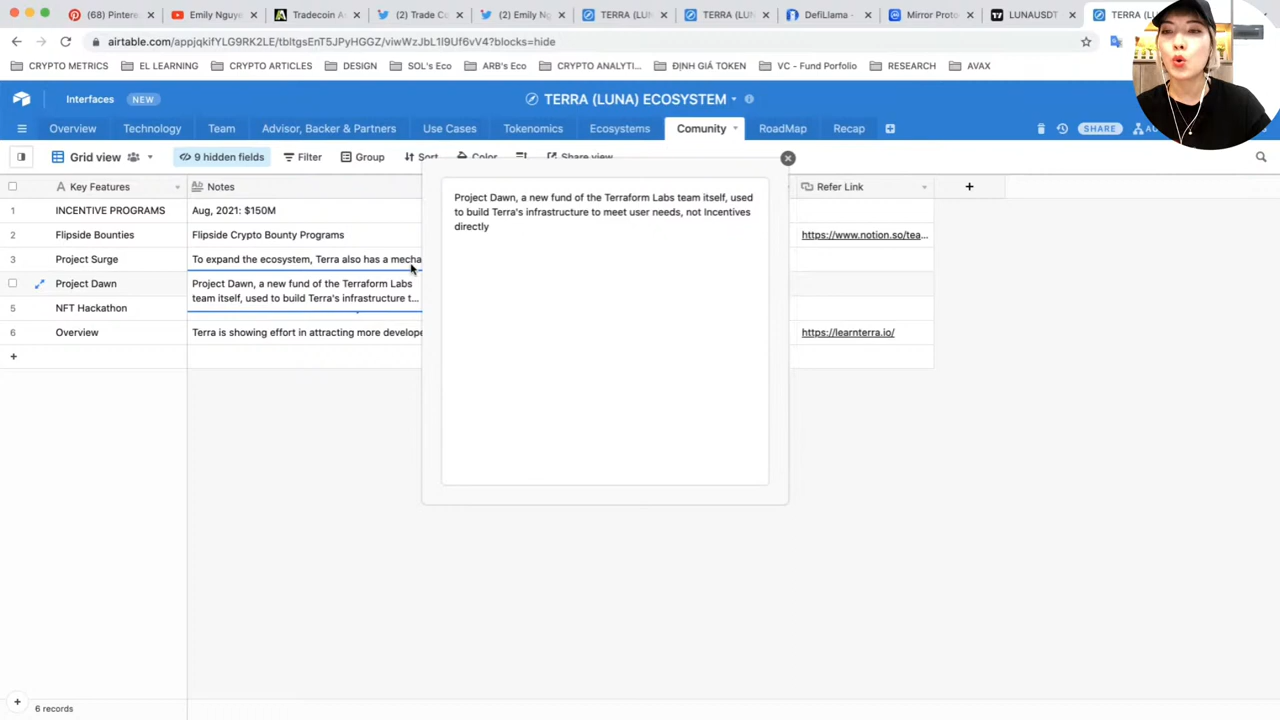 (68) Pinteres
Emily Nguye
Tradecoin A
(2) Trade Cu
(2) Emily Ng
TERRA (LUN
TERRA (LUN
DefiLlama -
Mirror Proto
LUNAUSDT
TERRA (LUN
airtable.com/appjqkifYLG9RK2LE/tbltgsEnT5JPyHGGZ/viwWzJbL1I9Uf6vV4?blocks=hide
CRYPTO METRICS
EL LEARNING
CRYPTO ARTICLES
DESIGN
SOL's Eco
ARB's Eco
CRYPTO ANALYTI...
ĐỊNH GIÁ TOKEN
VC - Fund Porfolio
RESEARCH
AVAX
Interfaces NEW
TERRA (LUNA) ECOSYSTEM
Overview
Technology
Team
Advisor, Backer & Partners
Use Cases
Tokenomics
Ecosystems
Comunity
RoadMap
Recap
SHARE
Grid view
9 hidden fields
Filter
Group
Sort
Color
Share view
Key Features
Notes
Refer Link
1 INCENTIVE PROGRAMS Aug, 2021: $150M
2 Flipside Bounties Flipside Crypto Bounty Programs https://www.notion.so/tea...
3 Project Surge To expand the ecosystem, Terra also has a mecha
Project Dawn Project Dawn, a new fund of the Terraform Labs
team itself, used to build Terra's infrastructure t...
5 NFT Hackathon
6 Overview Terra is showing effort in attracting more develope https://learnterra.io/
Project Dawn, a new fund of the Terraform Labs team itself, used
to build Terra's infrastructure to meet user needs, not Incentives
directly
6 records